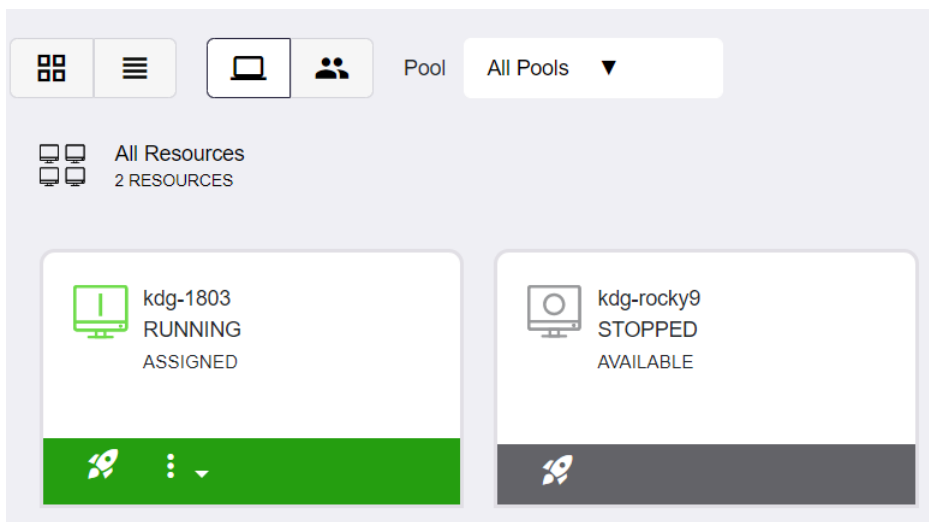 Pool
All Pools
All Resources
2 RESOURCES
kdg-1803
RUNNING
ASSIGNED
kdg-rocky9
STOPPED
AVAILABLE